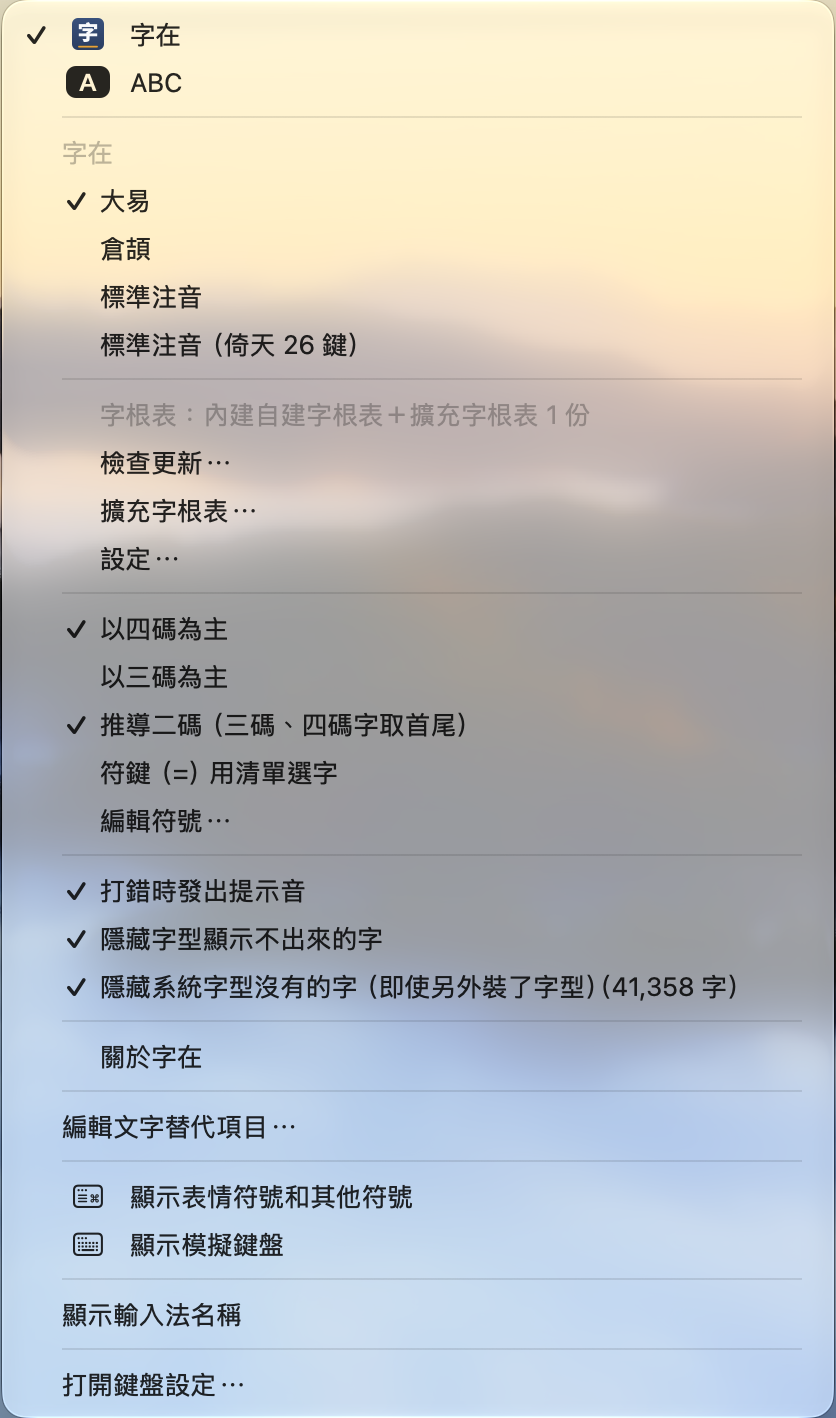 字 字在
A ABC
字在
大易
倉頡
標準注音
標準注音（倚天 26 鍵）
字根表：內建自建字根表＋擴充字根表 1 份
檢查更新⋯
擴充字根表⋯
設定⋯
以四碼為主
以三碼為主
推導二碼（三碼、四碼字取首尾）
符鍵（=）用清單選字
編輯符號⋯
打錯時發出提示音
隱藏字型顯示不出來的字
隱藏系統字型沒有的字（即使另外裝了字型）(41,358 字）
關於字在
編輯文字替代項目⋯
顯示表情符號和其他符號
顯示模擬鍵盤
顯示輸入法名稱
打開鍵盤設定⋯